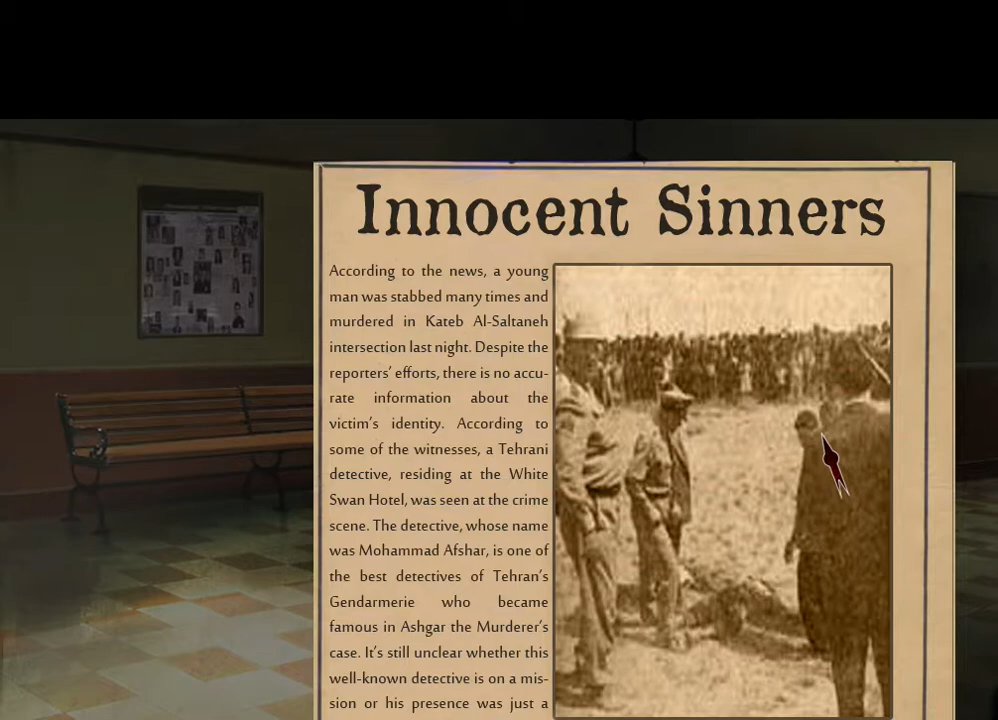 Innocent Sinners
According to the news, a young
man was stabbed many times and
murdered in Kateb Al-Saltaneh
intersection last night. Despite the
reporters' efforts, there is no accu-
rate information about the
victim's identity. According to
some of the witnesses, a Tehrani
detective, residing at the White
Swan Hotel, was seen at the crime
scene. The detective, whose name
was Mohammad Afshar, is one of
the best detectives of Tehran's
Gendarmerie who became
famous in Ashgar the Murderer's
case. It's still unclear whether this
well-known detective is on a mis-
sion or his presence was just a